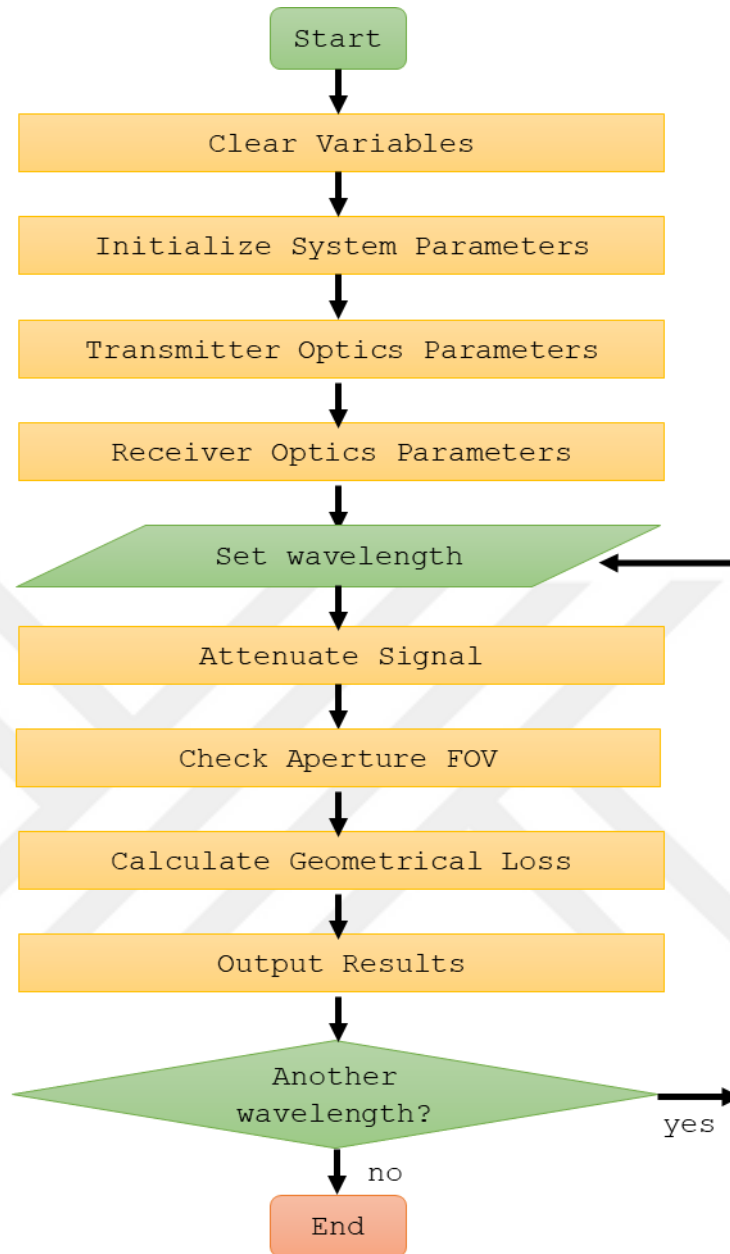 Start
Clear Variables
Initialize System Parameters
Transmitter Optics Parameters
Receiver Optics Parameters
Set wavelength
Attenuate Signal
Check Aperture FOV
Calculate Geometrical Loss
Output Results
Another
wavelength?
yes
no
End